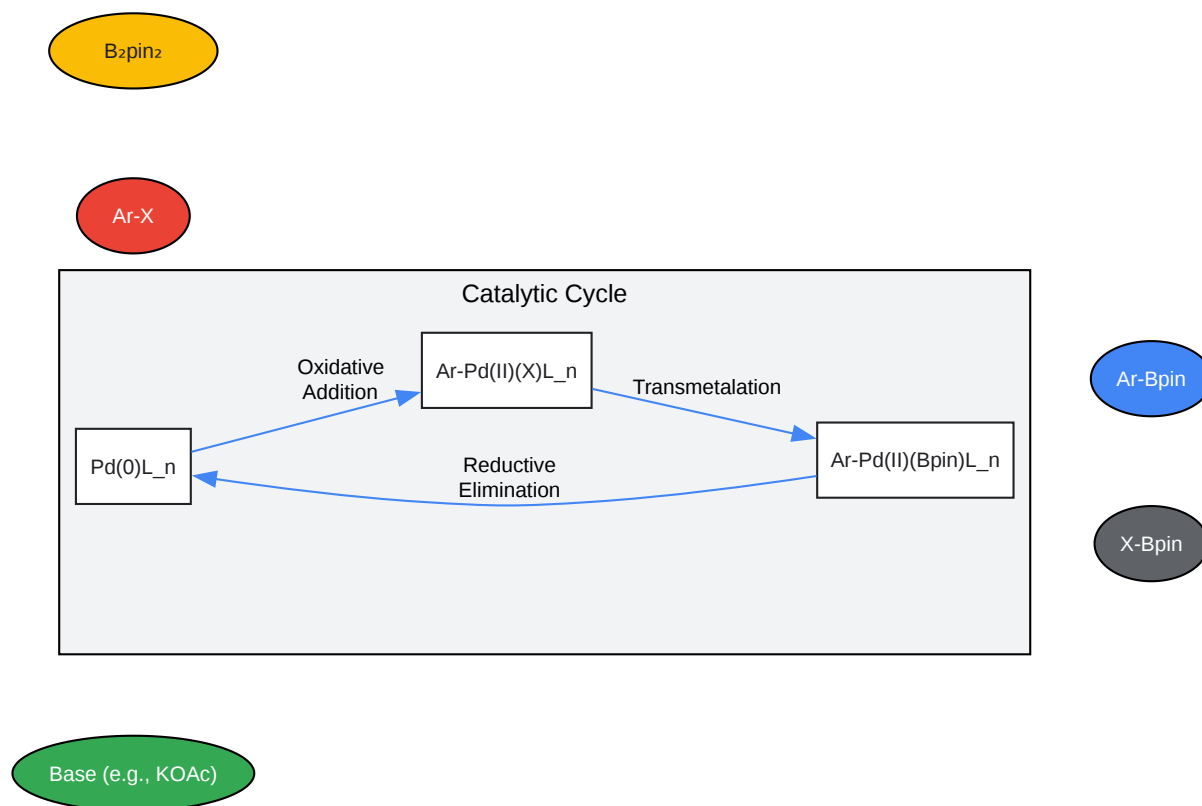 B₂pin₂
Ar-X
Catalytic Cycle
Oxidative
Addition
Ar-Pd(II)(X)L_n
Transmetalation
Ar-Bpin
Pd(0)L_n
Reductive
Elimination
Ar-Pd(II)(Bpin)L_n
X-Bpin
Base (e.g., KOAc)